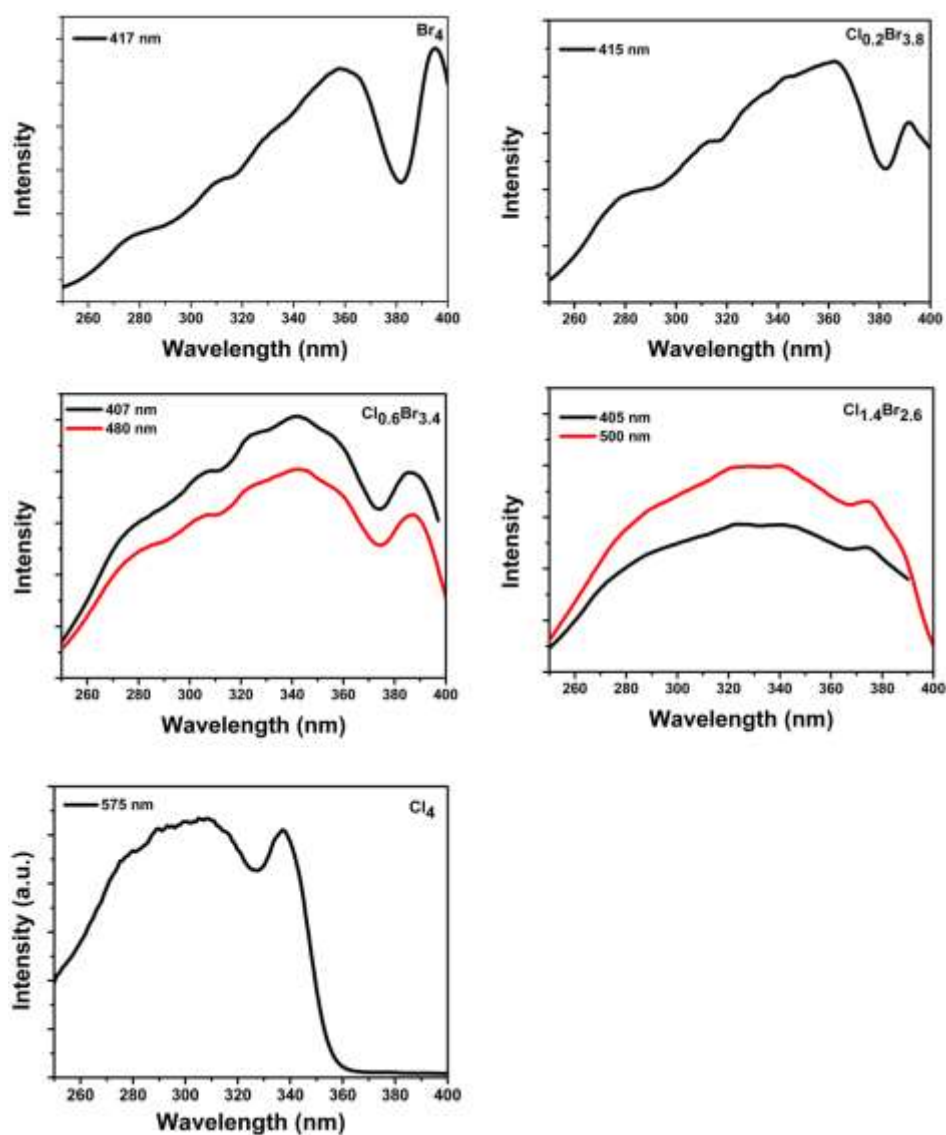 417 nm
Br4
Intensity
260 280 300 320 340 360 380 400
Wavelength (nm)
415 nm
Cl0.2Br3.8
Intensity
260 280 300 320 340 360 380 400
Wavelength (nm)
407 nm
480 nm
Cl0.6Br3.4
Intensity
260 280 300 320 340 360 380 400
Wavelength (nm)
405 nm
500 nm
Cl1.4Br2.6
Intensity
260 280 300 320 340 360 380 400
Wavelength (nm)
575 nm
Cl4
Intensity (a.u.)
260 280 300 320 340 360 380 400
Wavelength (nm)